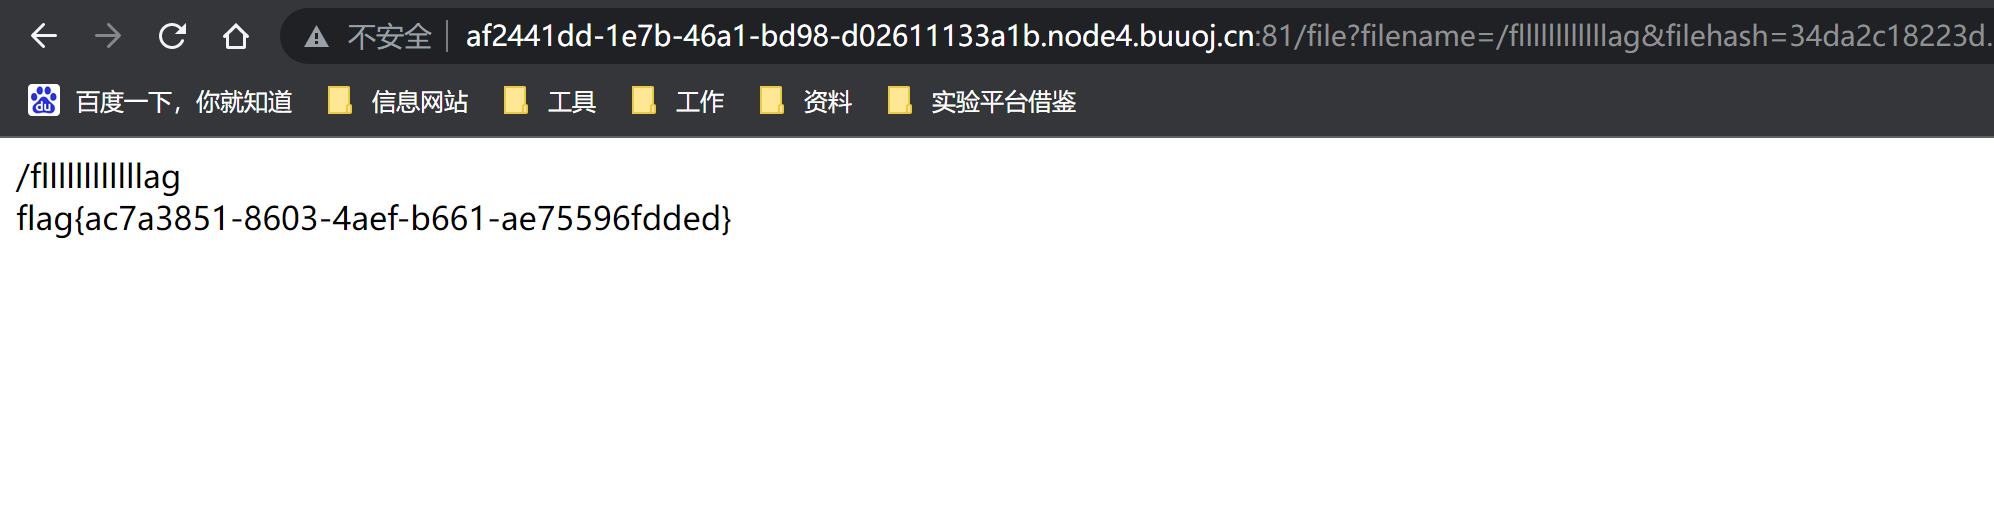 不安全 af2441dd-1e7b-46a1-bd98-d02611133a1b.node4.buuoj.cn:81/file?filename=/fllllllllllllag&filehash=34da2c18223d.
du 百度一下，你就知道 信息网站 工具 工作 资料 实验平台借鉴
/fllllllllllllag
flag{ac7a3851-8603-4aef-b661-ae75596fdded}